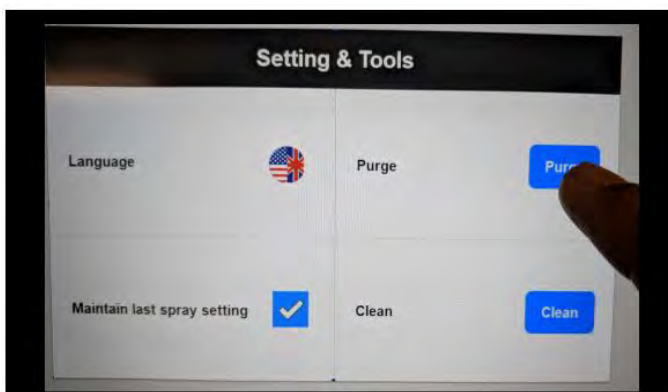 Setting & Tools
Language
Purge
Maintain last spray setting
Clean
Clean